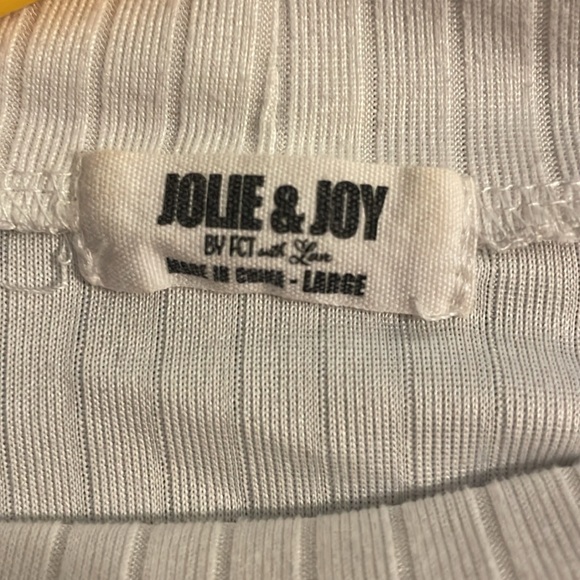 JOLIE & JOY
BY FCT with Love
MADE IN CHINA - LARGE